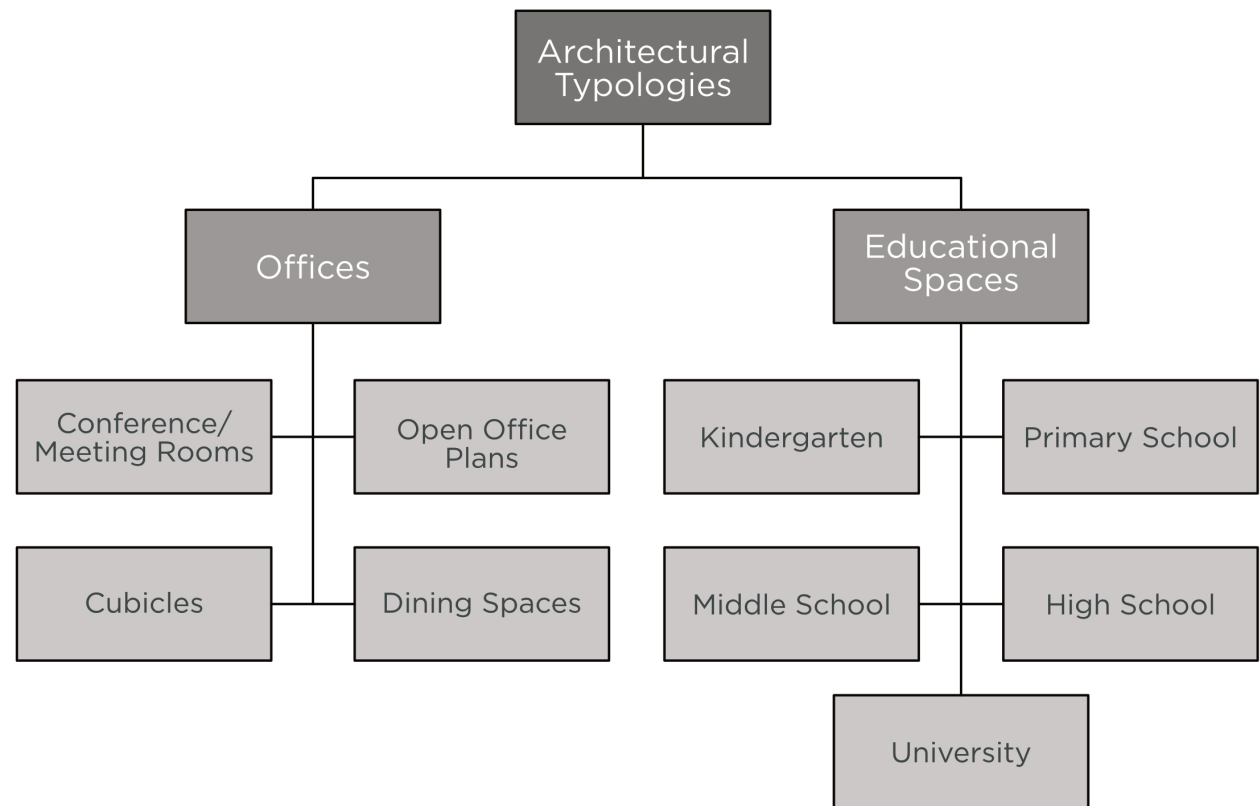 Architectural
Typologies
Offices
Educational
Spaces
Conference/
Meeting Rooms
Open Office
Plans
Kindergarten
Primary School
Cubicles
Dining Spaces
Middle School
High School
University